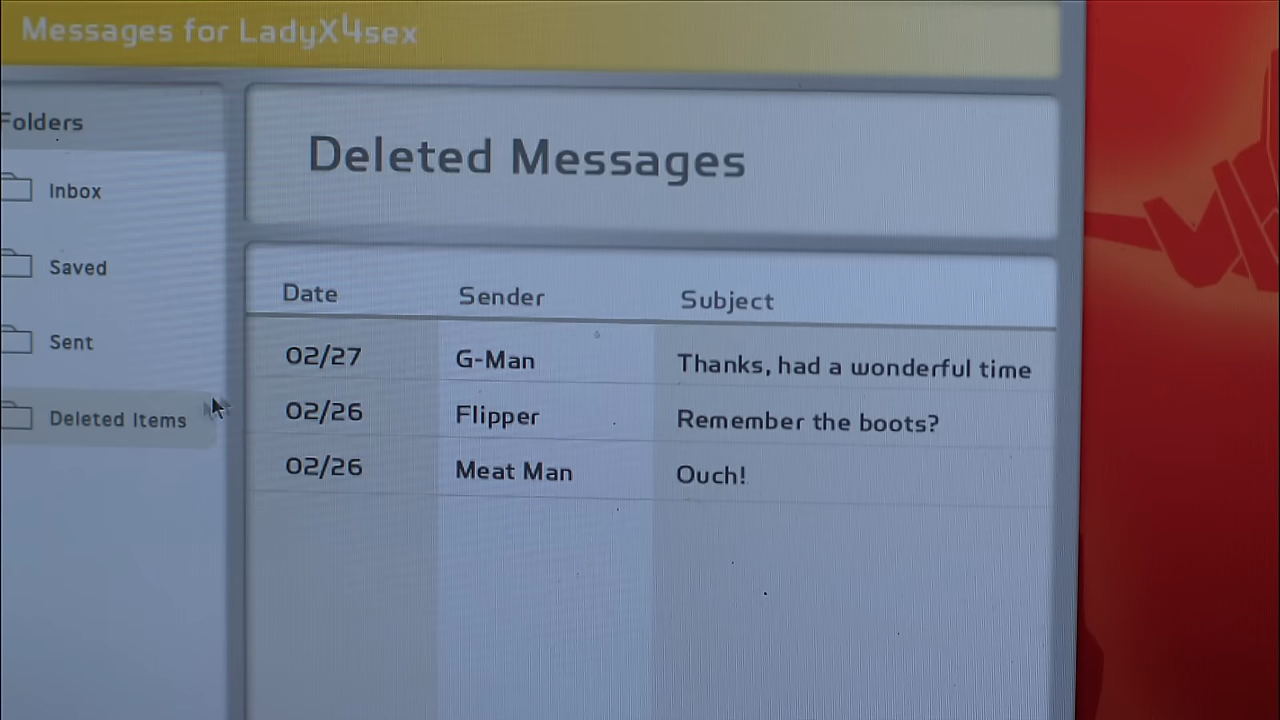 Messages for LadyX4sex
Folders
Inbox
Saved
Sent
Deleted Items
Deleted Messages
Date Sender Subject
02/27 G-Man Thanks, had a wonderful time
02/26 Flipper Remember the boots?
02/26 Meat Man Ouch!